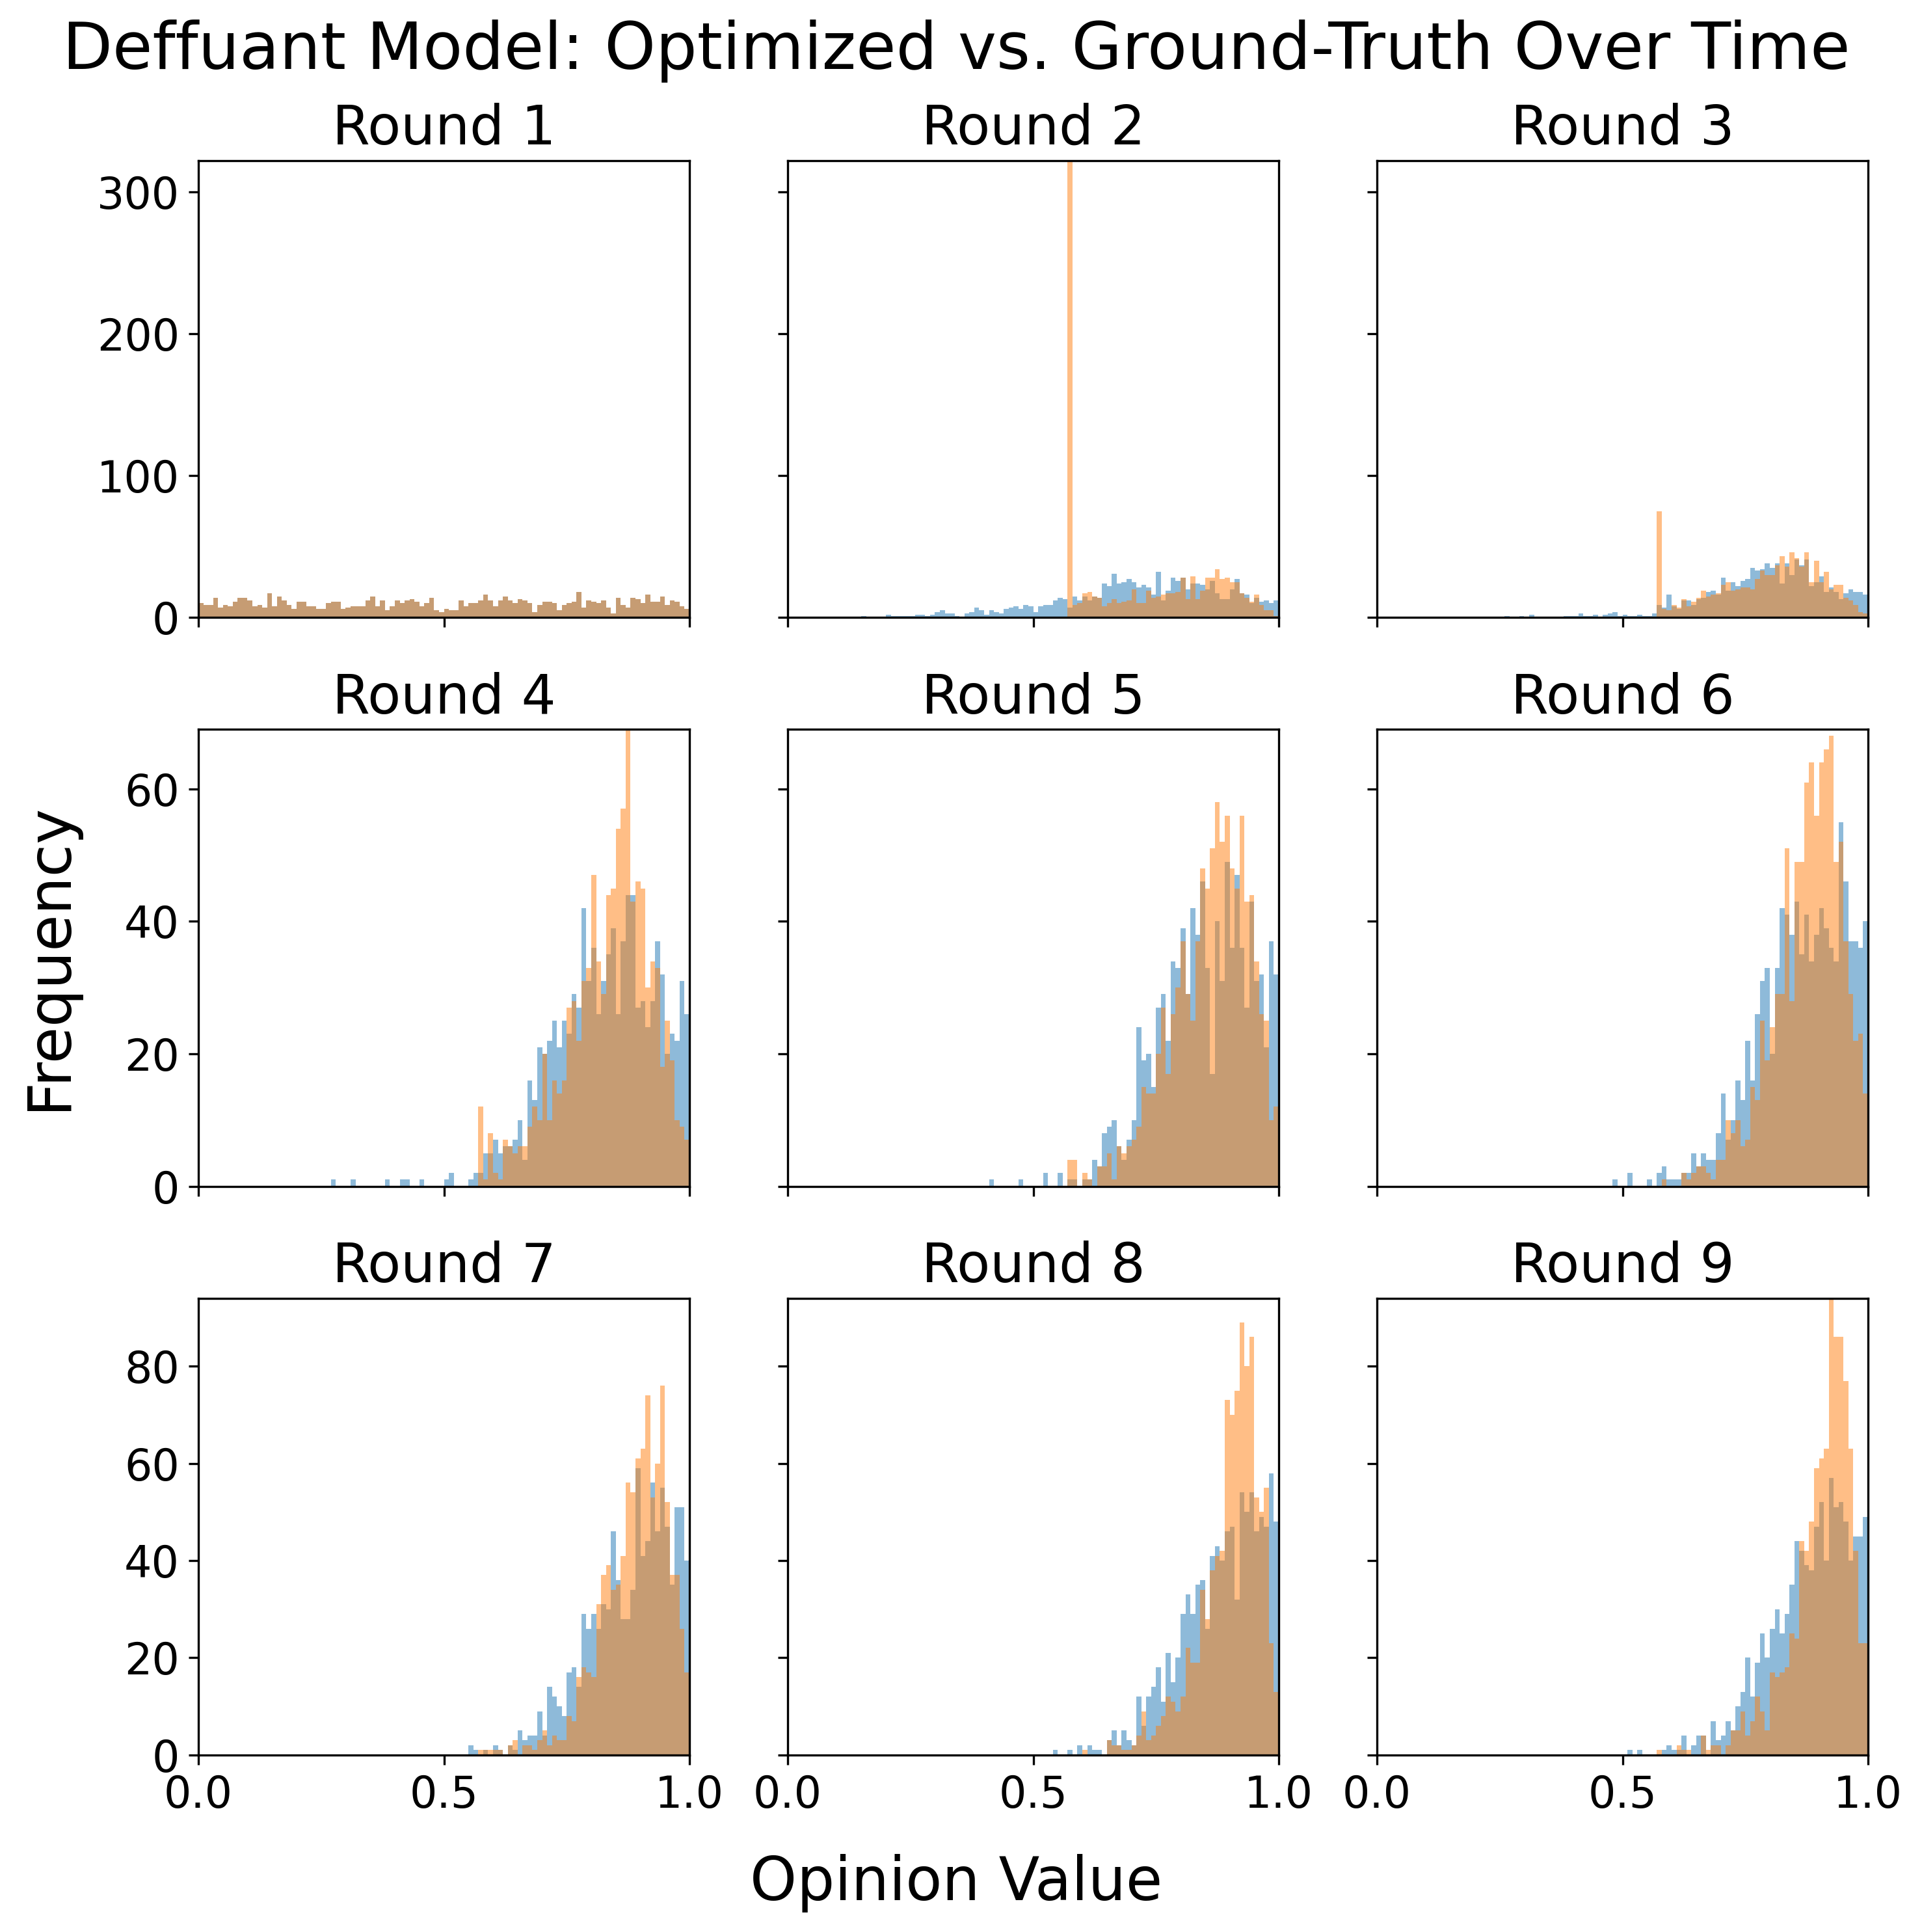 Deffuant Model: Optimized vs. Ground-Truth Over Time
Round 1
Round 2
Round 3
300
200
100
0
Round 4
Round 5
Round 6
60
40
20
0
Frequency
Round 7
Round 8
Round 9
80
60
40
20
0
0.0 0.5 1.0 0.0 0.5 1.0 0.0 0.5 1.0
Opinion Value